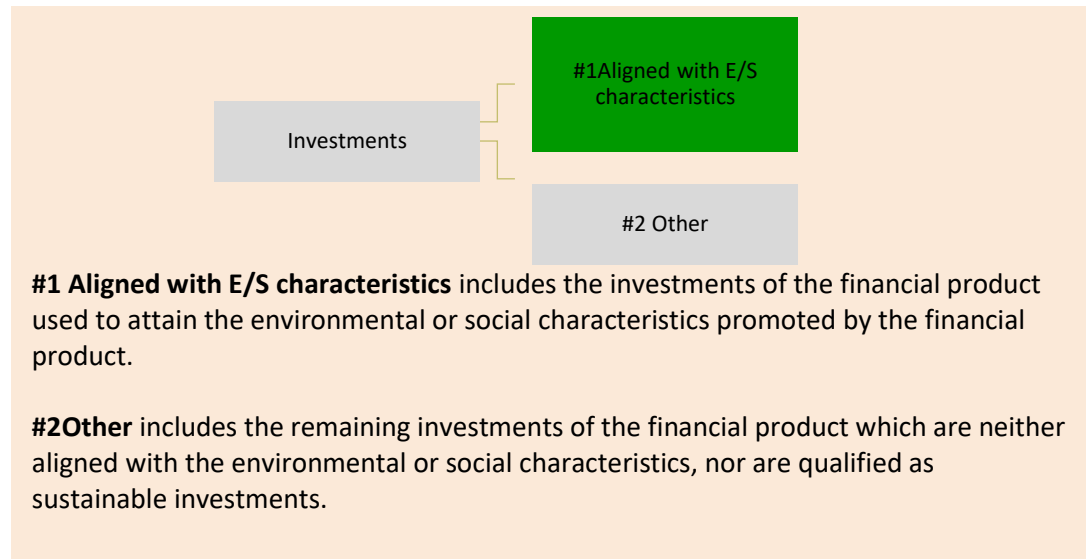 #1Aligned with E/S
characteristics
Investments
#2 Other
#1 Aligned with E/S characteristics includes the investments of the financial product
used to attain the environmental or social characteristics promoted by the financial
product.
#2Other includes the remaining investments of the financial product which are neither
aligned with the environmental or social characteristics, nor are qualified as
sustainable investments.